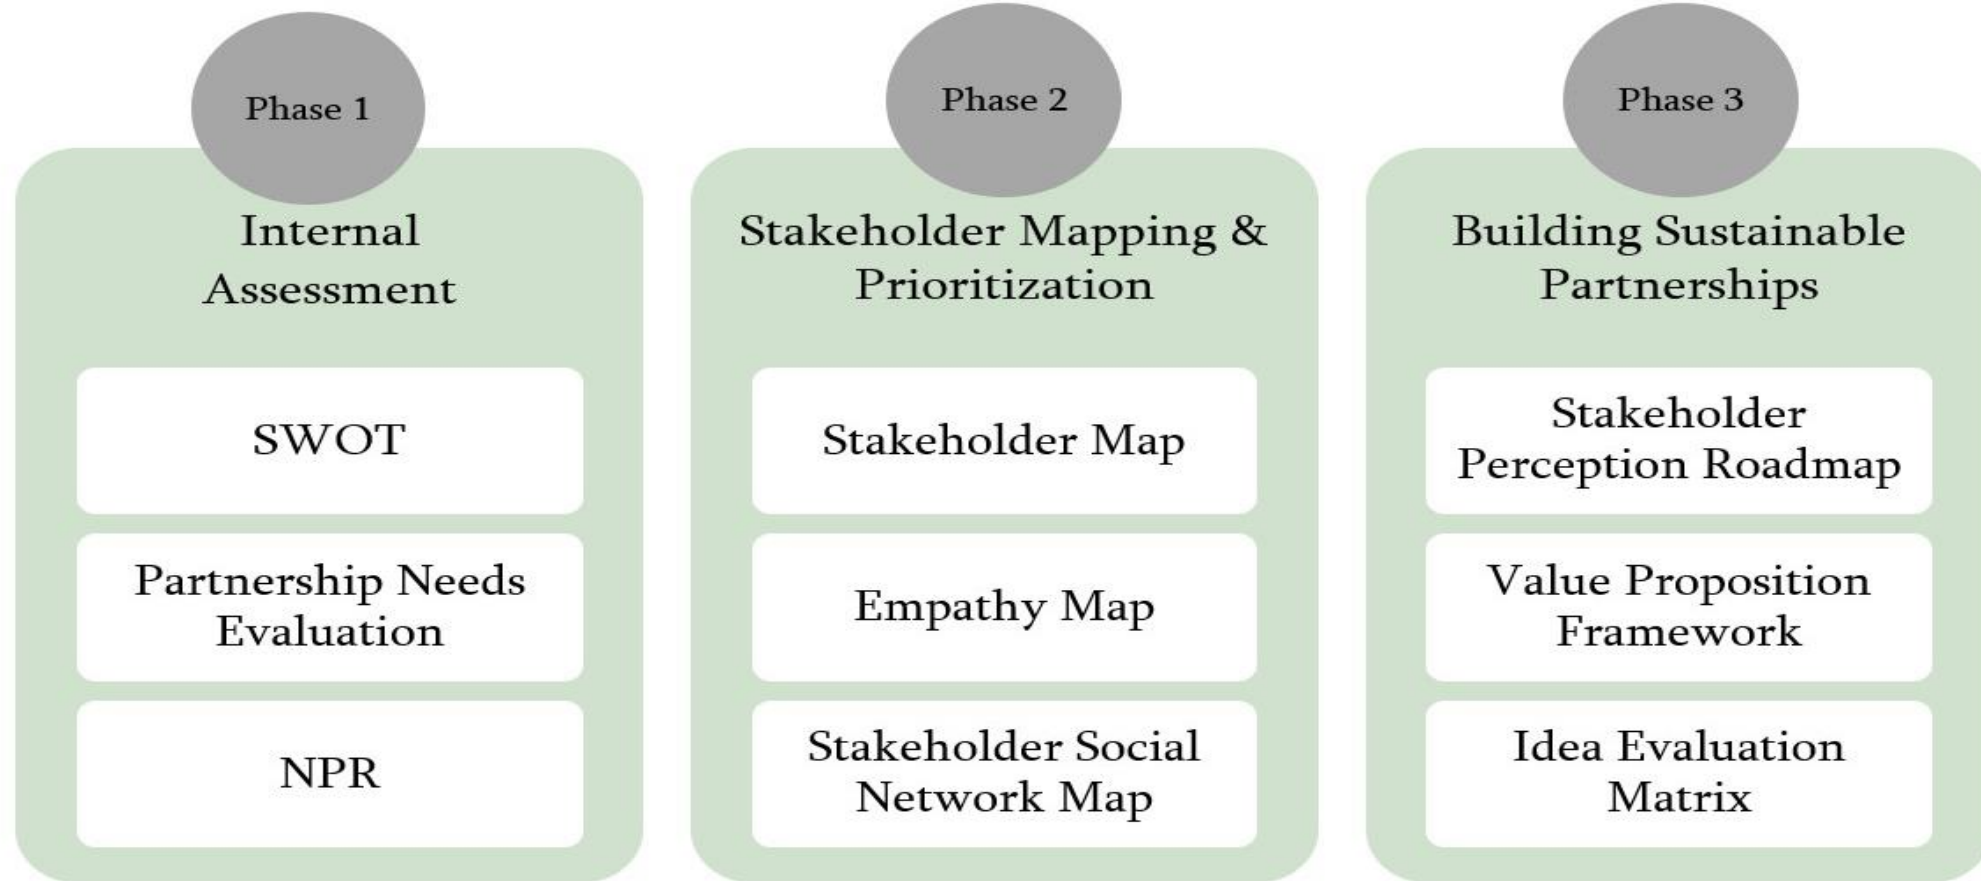 Phase 1
Internal
Assessment
SWOT
Partnership Needs
Evaluation
NPR
Phase 2
Stakeholder Mapping &
Prioritization
Stakeholder Map
Empathy Map
Stakeholder Social
Network Map
Phase 3
Building Sustainable
Partnerships
Stakeholder
Perception Roadmap
Value Proposition
Framework
Idea Evaluation
Matrix